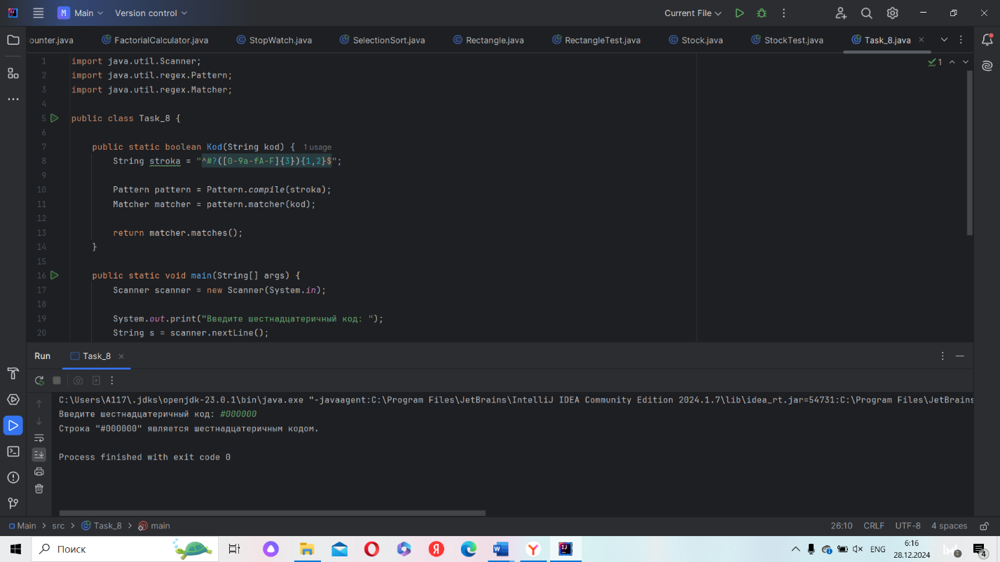 M Main Version control Current File
ounter.java FactorialCalculator.java StopWatch.java SelectionSort.java Rectangle.java RectangleTest.java Stock.java StockTest.java Task_8.java
1 import java.util.Scanner; 1
2 import java.util.regex.Pattern;
3 import java.util.regex.Matcher;
4
5 public class Task_8 {
6
7 public static boolean Kod(String kod) { 1 usage
8 String stroka = "^#?([0-9a-fA-F]{3}){1,2}$";
9
10 Pattern pattern = Pattern.compile(stroka);
11 Matcher matcher = pattern.matcher(kod);
12
13 return matcher.matches();
14 }
15
16 public static void main(String[] args) {
17 Scanner scanner = new Scanner(System.in);
18
19 System.out.print("Введите шестнадцатеричный код: ");
20 String s = scanner.nextLine();
Run Task_8
C:\Users\A117\.jdks\openjdk-23.0.1\bin\java.exe "-javaagent:C:\Program Files\JetBrains\IntelliJ IDEA Community Edition 2024.1.7\lib\idea_rt.jar=54731:C:\Program Files\JetBrains
Введите шестнадцатеричный код: #000000
Строка "#000000" является шестнадцатеричным кодом.
Process finished with exit code 0
Main > src > Task_8 > main 26:10 CRLF UTF-8 4 spaces
Поиск ENG 6:16
28.12.2024 4